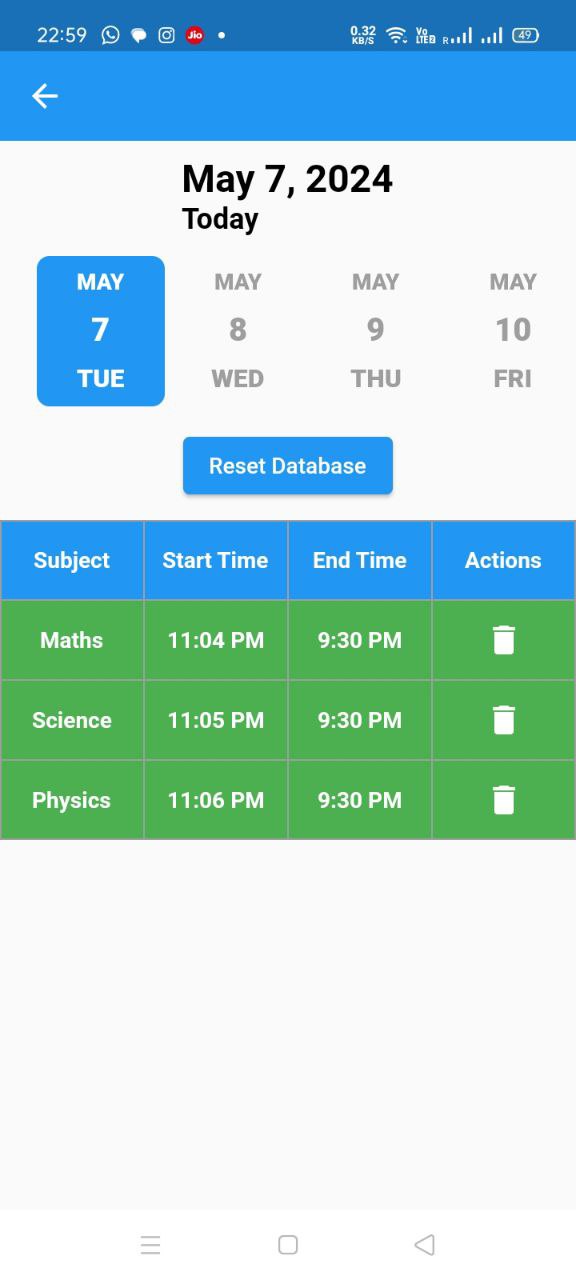 22:59 Jio 0.32 KB/S Vo LTE2 R 49
May 7, 2024
Today
MAY MAY MAY MAY
7 8 9 10
TUE WED THU FRI
Reset Database
Subject Start Time End Time Actions
Maths 11:04 PM 9:30 PM
Science 11:05 PM 9:30 PM
Physics 11:06 PM 9:30 PM